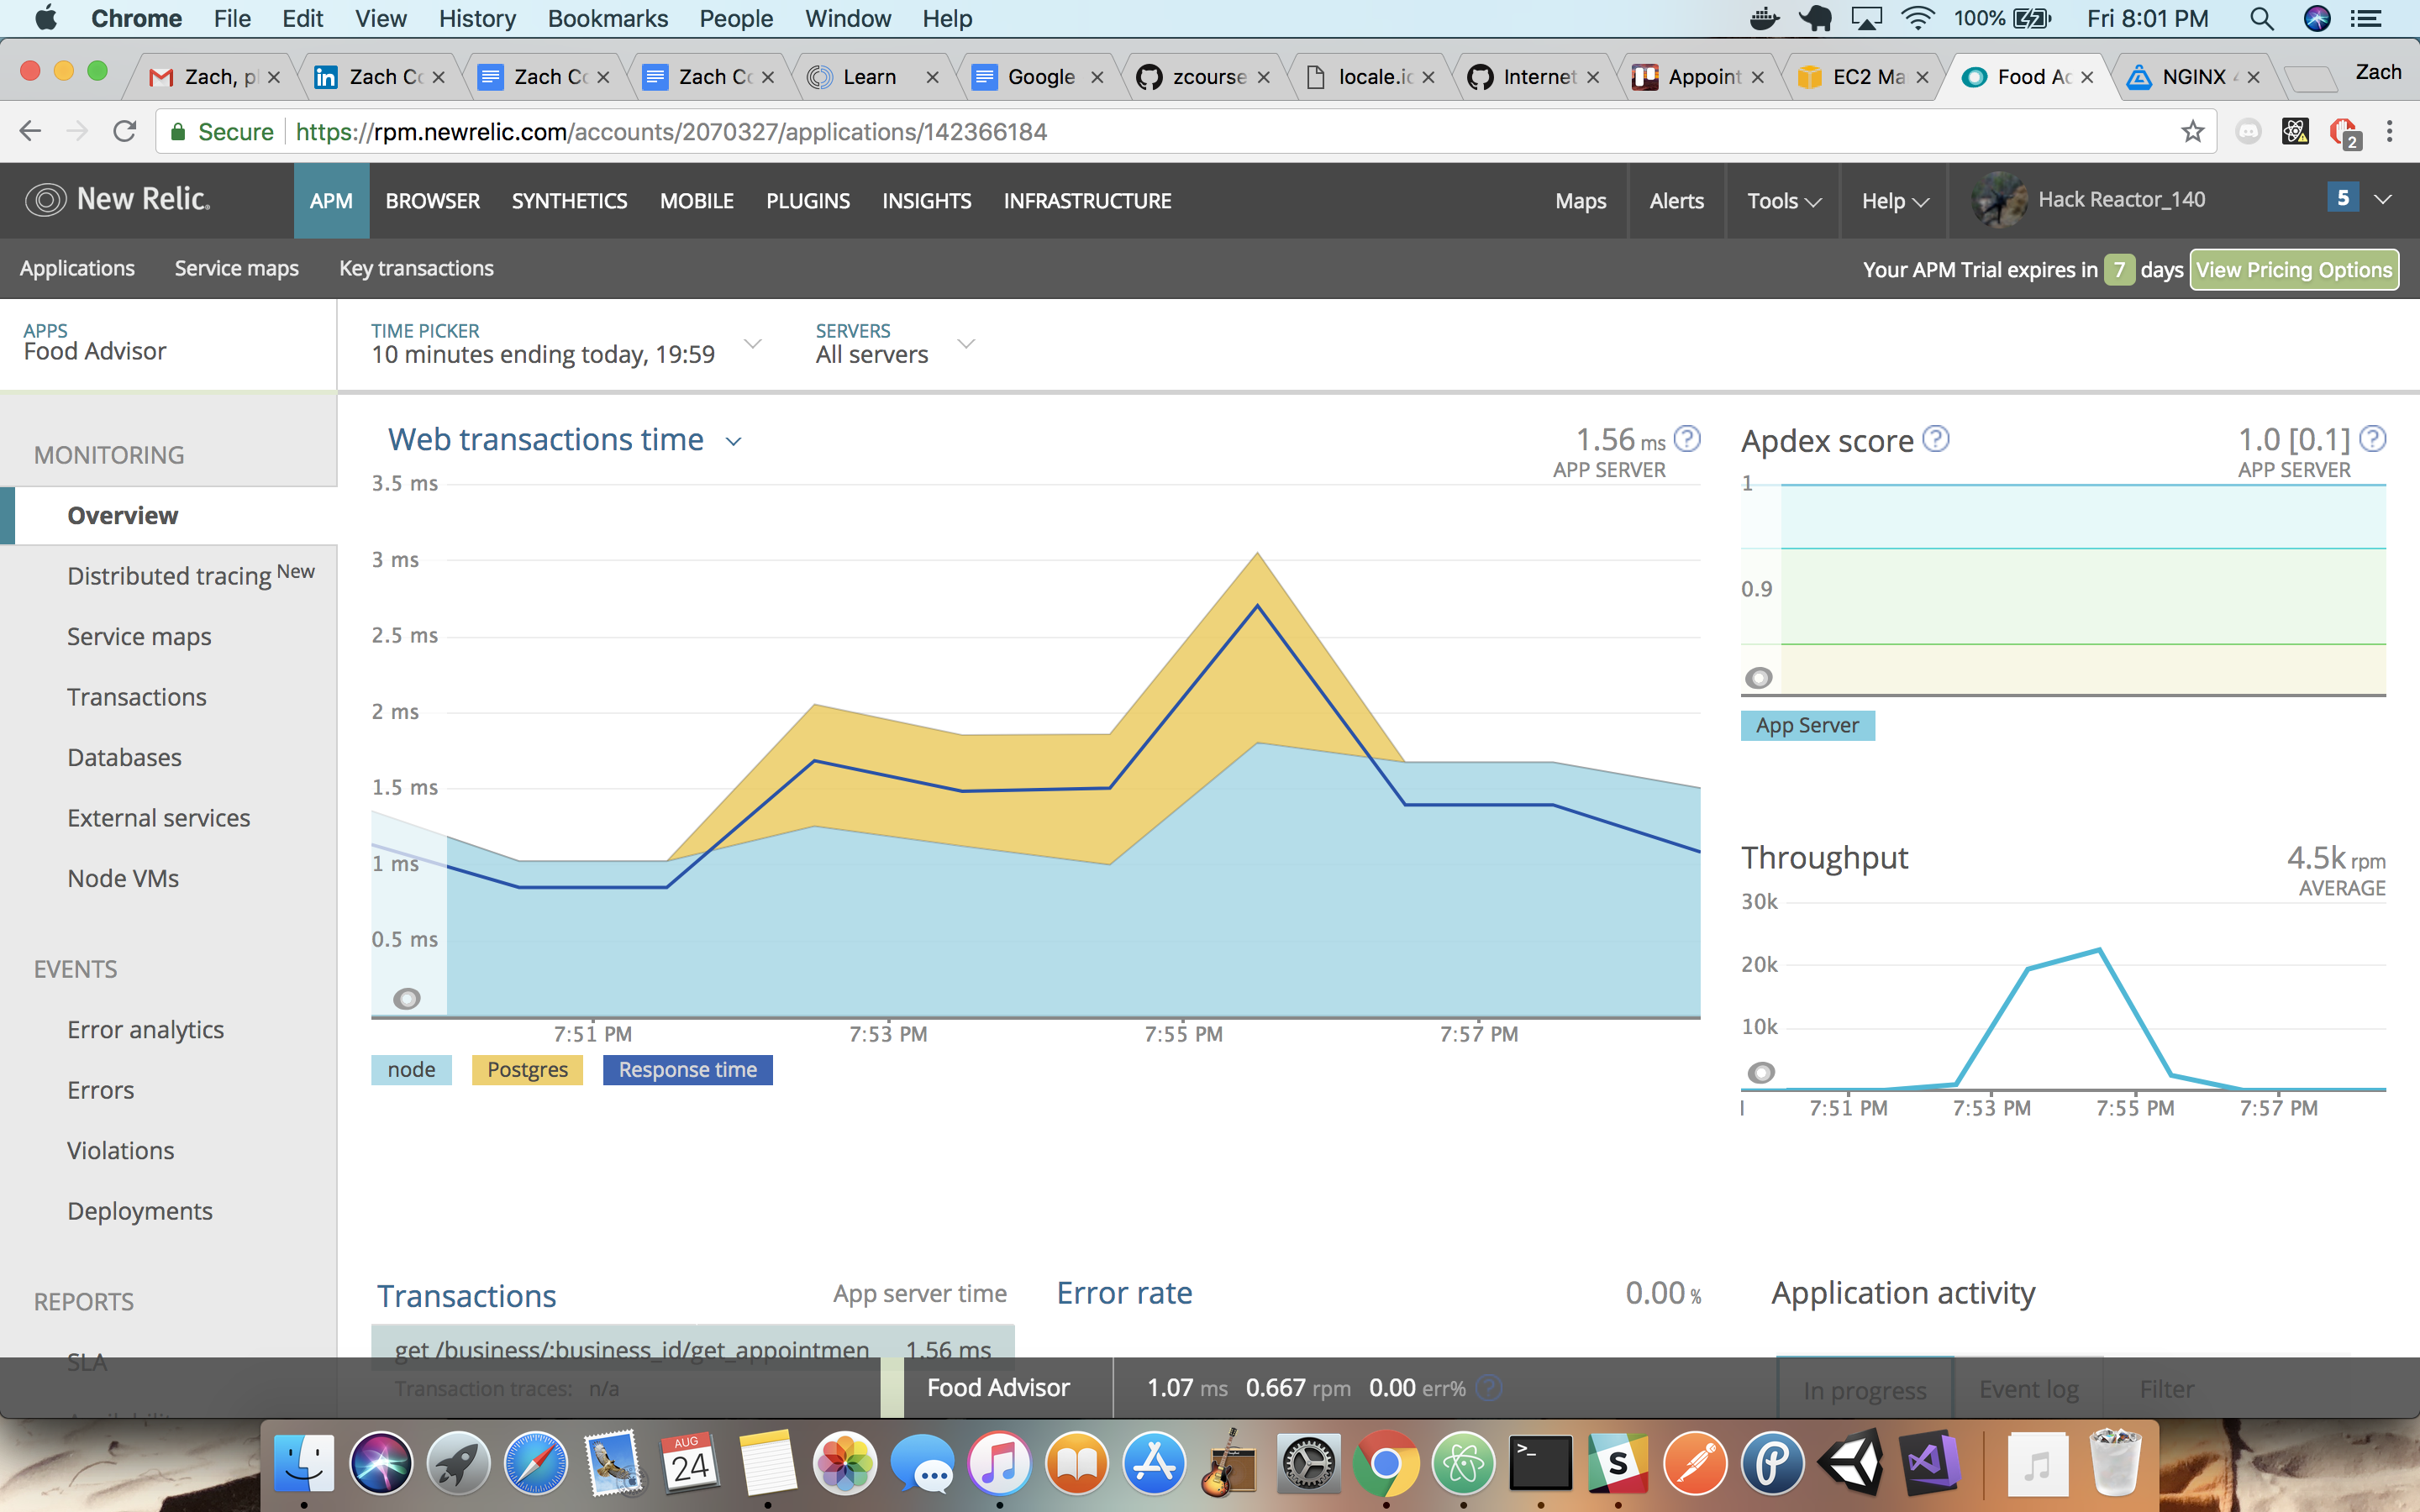 Chrome File Edit View History Bookmarks People Window Help 100% Fri 8:01 PM
Zach, p Zach Co Zach Co Zach Co Learn Google zcourse locale.io Internet Appoint EC2 Ma Food Ad NGINX Zach
Secure https://rpm.newrelic.com/accounts/2070327/applications/142366184 2
New Relic. APM BROWSER SYNTHETICS MOBILE PLUGINS INSIGHTS INFRASTRUCTURE Maps Alerts Tools Help Hack Reactor_140 5
Applications Service maps Key transactions Your APM Trial expires in 7 days View Pricing Options
APPS
Food Advisor
TIME PICKER
10 minutes ending today, 19:59
SERVERS
All servers
MONITORING
Overview
Distributed tracing New
Service maps
Transactions
Databases
External services
Node VMs
EVENTS
Error analytics
Errors
Violations
Deployments
REPORTS
SLA
Web transactions time 1.56 ms ?
APP SERVER
3.5 ms
3 ms
2.5 ms
2 ms
1.5 ms
1 ms
0.5 ms
7:51 PM 7:53 PM 7:55 PM 7:57 PM
node Postgres Response time
Apdex score ? 1.0 [0.1] ?
APP SERVER
1
0.9
App Server
Throughput 4.5k rpm
AVERAGE
30k
20k
10k
7:51 PM 7:53 PM 7:55 PM 7:57 PM
Transactions App server time
get /business/:business_id/get_appointmen 1.56 ms
Transaction traces: n/a
Error rate 0.00 %
Application activity
In progress Event log Filter
Food Advisor 1.07 ms 0.667 rpm 0.00 err% ?
AUG
24
>_
S